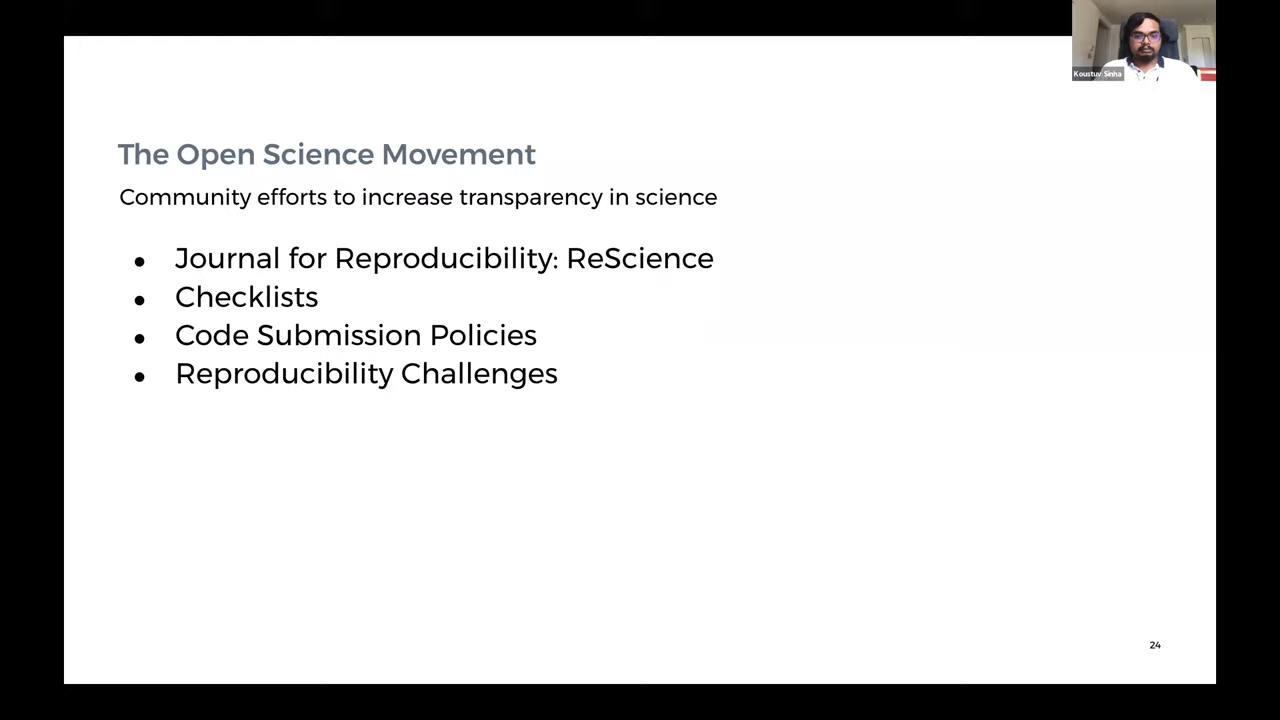 Koustuv Sinha
The Open Science Movement
Community efforts to increase transparency in science
● Journal for Reproducibility: ReScience
● Checklists
● Code Submission Policies
● Reproducibility Challenges
24